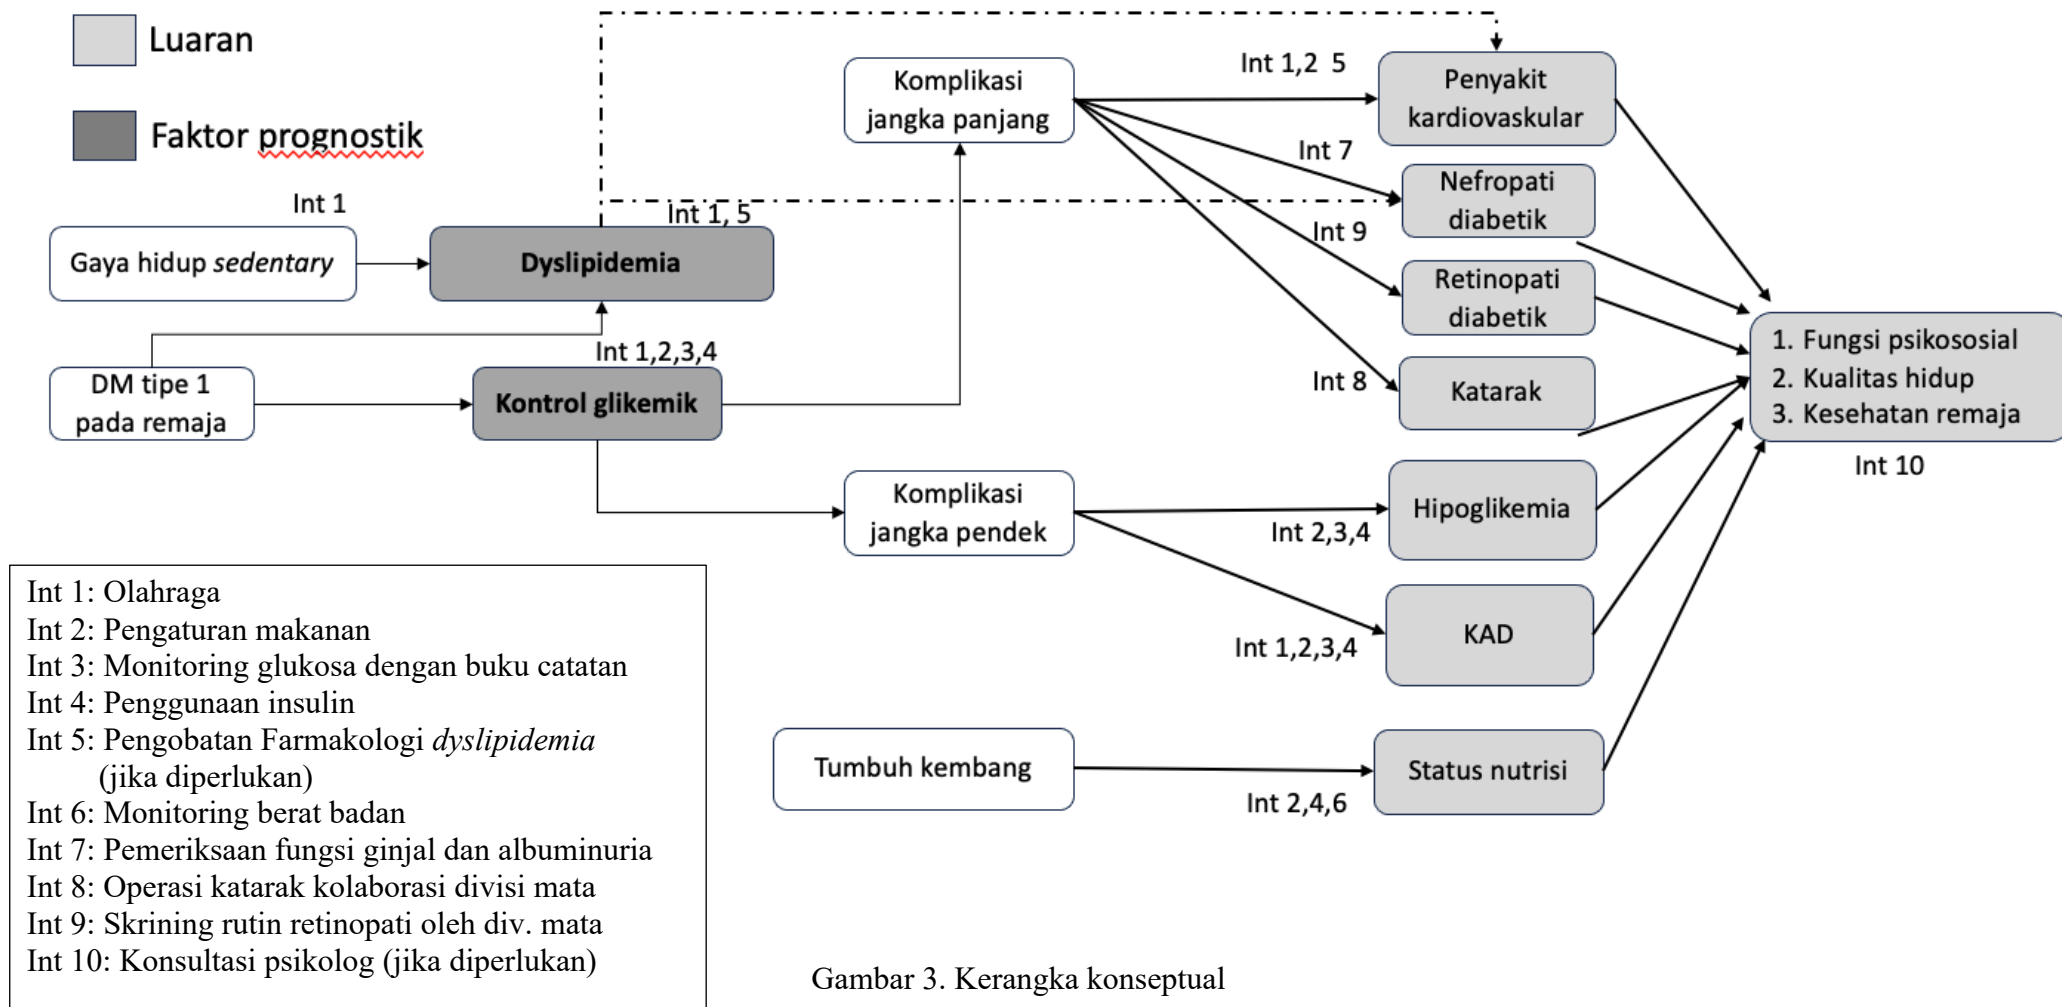 Luaran
Faktor prognostik
Int 1
Gaya hidup sedentary
Int 1, 5
Dyslipidemia
DM tipe 1
pada remaja
Int 1,2,3,4
Kontrol glikemik
Komplikasi
jangka panjang
Komplikasi
jangka pendek
Tumbuh kembang
Int 1,2 5
Penyakit
kardiovaskular
Int 7
Nefropati
diabetik
Int 9
Retinopati
diabetik
Int 8
Katarak
Int 2,3,4
Hipoglikemia
Int 1,2,3,4
KAD
Int 2,4,6
Status nutrisi
1. Fungsi psikososial
2. Kualitas hidup
3. Kesehatan remaja
Int 10
Int 1: Olahraga
Int 2: Pengaturan makanan
Int 3: Monitoring glukosa dengan buku catatan
Int 4: Penggunaan insulin
Int 5: Pengobatan Farmakologi dyslipidemia
(jika diperlukan)
Int 6: Monitoring berat badan
Int 7: Pemeriksaan fungsi ginjal dan albuminuria
Int 8: Operasi katarak kolaborasi divisi mata
Int 9: Skrining rutin retinopati oleh div. mata
Int 10: Konsultasi psikolog (jika diperlukan)
Gambar 3. Kerangka konseptual